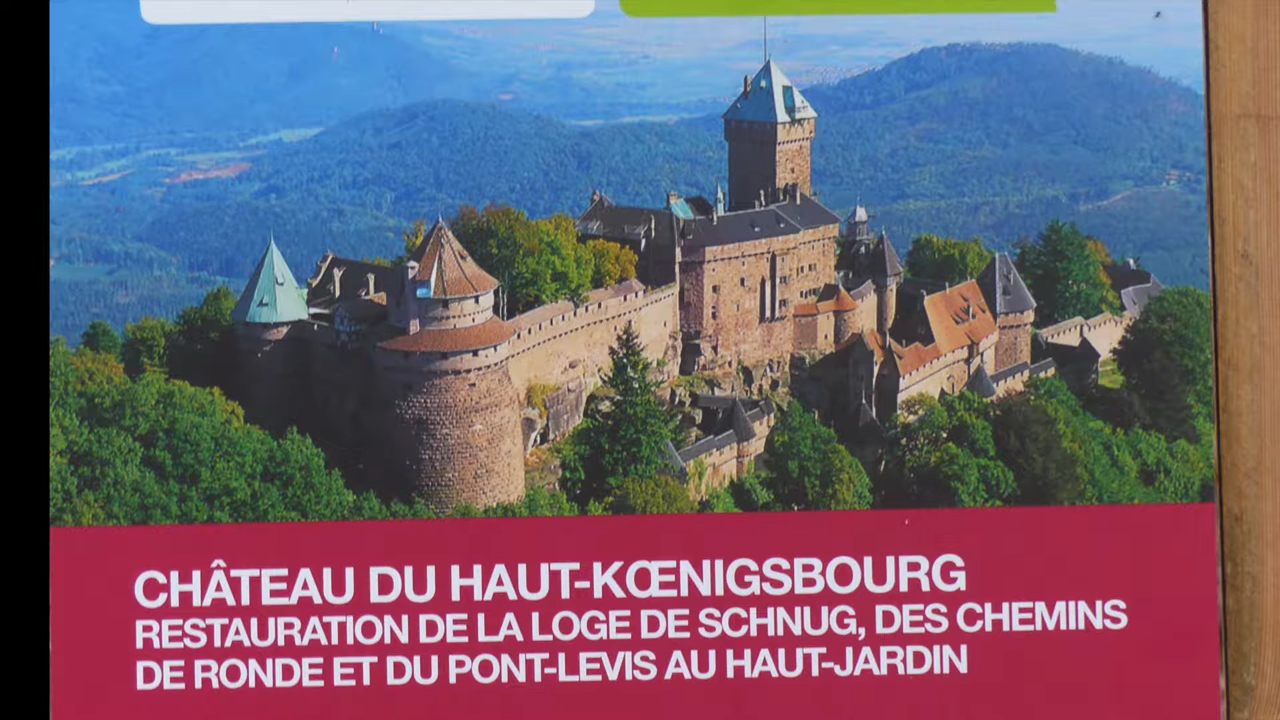 CHÂTEAU DU HAUT-KŒNIGSBOURG
RESTAURATION DE LA LOGE DE SCHNUG, DES CHEMINS
DE RONDE ET DU PONT-LEVIS AU HAUT-JARDIN